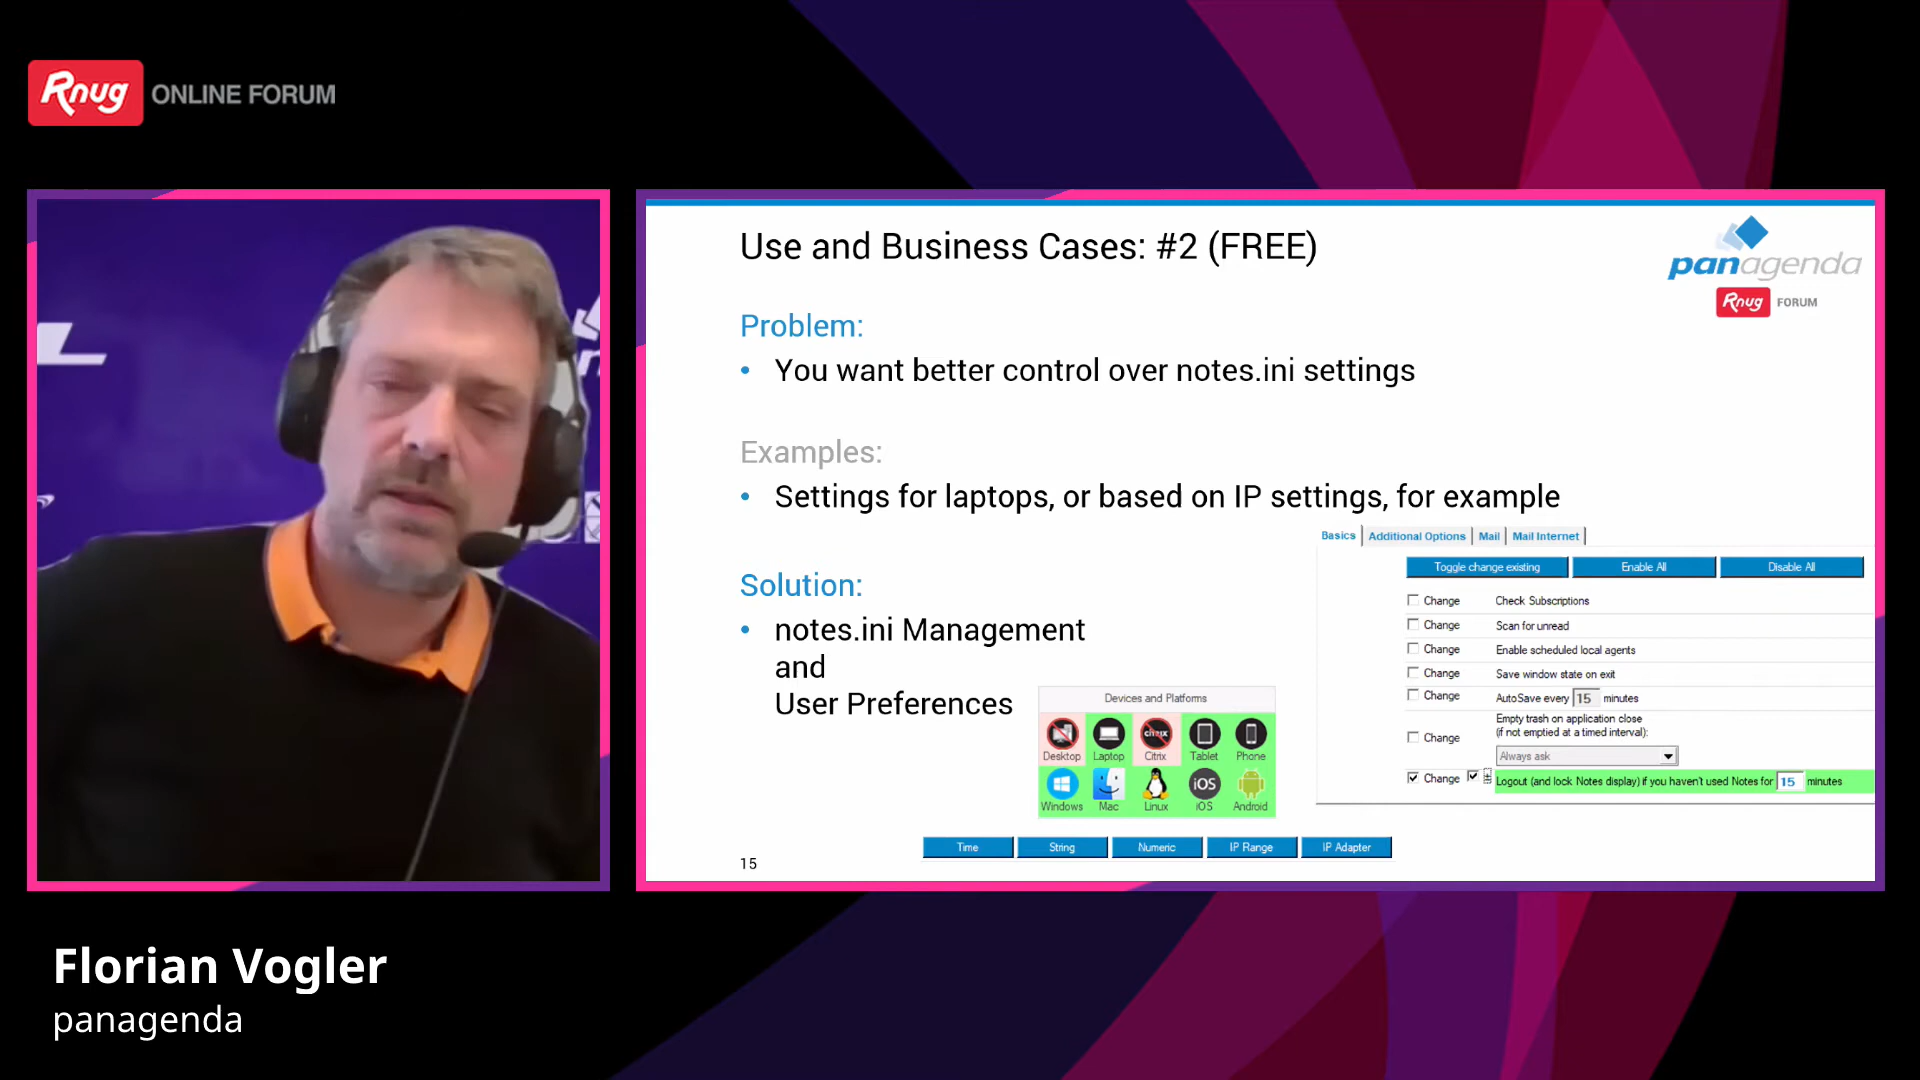 Rnug ONLINE FORUM
Use and Business Cases: #2 (FREE)
panagenda
Rnug FORUM
Problem:
• You want better control over notes.ini settings
Examples:
• Settings for laptops, or based on IP settings, for example
Basics Additional Options Mail Mail Internet
Toggle change existing Enable All Disable All
Change Check Subscriptions
Change Scan for unread
Change Enable scheduled local agents
Change Save window state on exit
Change AutoSave every 15 minutes
Empty trash on application close
(if not emptied at a timed interval):
Change
Always ask
Change Logout (and lock Notes display) if you haven't used Notes for 15 minutes
Solution:
• notes.ini Management
and
User Preferences
Devices and Platforms
CITRIX
Desktop Laptop Citrix Tablet Phone
iOS
Windows Mac Linux iOS Android
Time String Numeric IP Range IP Adapter
15
Florian Vogler
panagenda